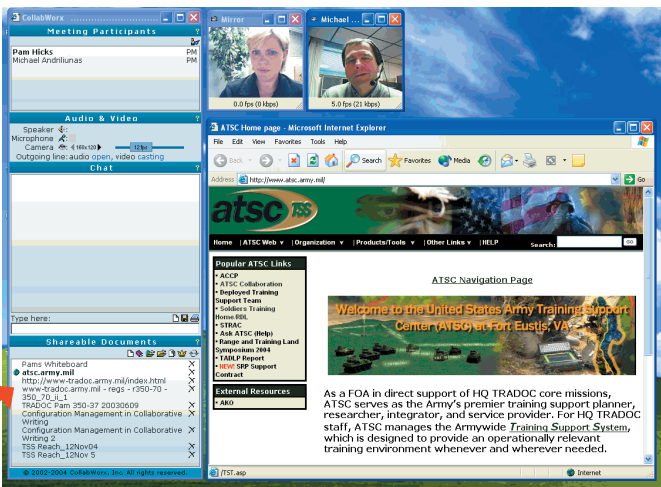 CollabWorx
Meeting Participants ?
Pam Hicks PM
Michael Andriliunas PM
Audio & Video ?
Speaker
Microphone
Camera 160x120 12 fps
Outgoing line: audio open, video casting
Chat
Type here:
Shareable Documents ?
Pams Whiteboard X
atsc.army.mil X
http://www-tradoc.army.mil/index.html X
www-tradoc.army.mil - regs - r350-70 - X
350_70_ii_1
TRADOC Pam 350-37 20030609 X
Configuration Management in Collaborative X
Writing
Configuration Management in Collaborative X
Writing 2
TSS Reach_12Nov04 X
TSS Reach_12Nov 5 X
© 2002-2004 CollabWorx, Inc. All rights reserved.
Mirror
0.0 fps (0 kbps)
Michael ...
5.0 fps (21 kbps)
ATSC Home page - Microsoft Internet Explorer
File Edit View Favorites Tools Help
Back Search Favorites Media
Address http://www.atsc.army.mil/ Go
atsc TSS
Home | ATSC Web v | Organization v | Products/Tools v | Other Links v | HELP Search: GO
Popular ATSC Links
• ACCP
• ATSC Collaboration
• Deployed Training
Support Team
• Soldiers Training
Home RDL
• STRAC
• Ask ATSC (Help)
• Range and Training Land
Symposium 2004
• TADLP Report
• NEW! SRP Support
Contract
External Resources
• AKO
ATSC Navigation Page
Welcome to the United States Army Training Support
Center (ATSC) at Fort Eustis, VA
As a FOA in direct support of HQ TRADOC core missions,
ATSC serves as the Army's premier training support planner,
researcher, integrator, and service provider. For HQ TRADOC
staff, ATSC manages the Armywide Training Support System,
which is designed to provide an operationally relevant
training environment whenever and wherever needed.
/TST.asp Internet